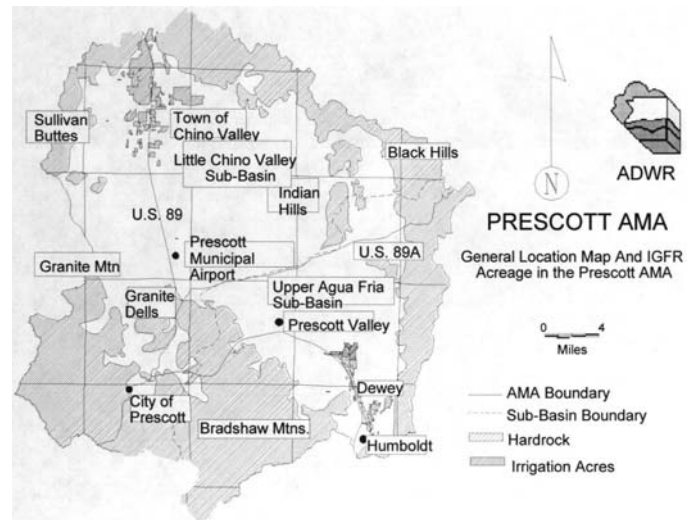 Sullivan
Buttes
Town of
Chino Valley
Little Chino Valley
Sub-Basin
Black Hills
Indian
Hills
U.S. 89
Prescott
Municipal
Airport
U.S. 89A
Granite Mtn
Granite
Dells
Upper Agua Fria
Sub-Basin
Prescott Valley
Dewey
City of
Prescott
Bradshaw Mtns.
Humboldt
N
ADWR
PRESCOTT AMA
General Location Map And IGFR
Acreage in the Prescott AMA
0 4
Miles
AMA Boundary
Sub-Basin Boundary
Hardrock
Irrigation Acres